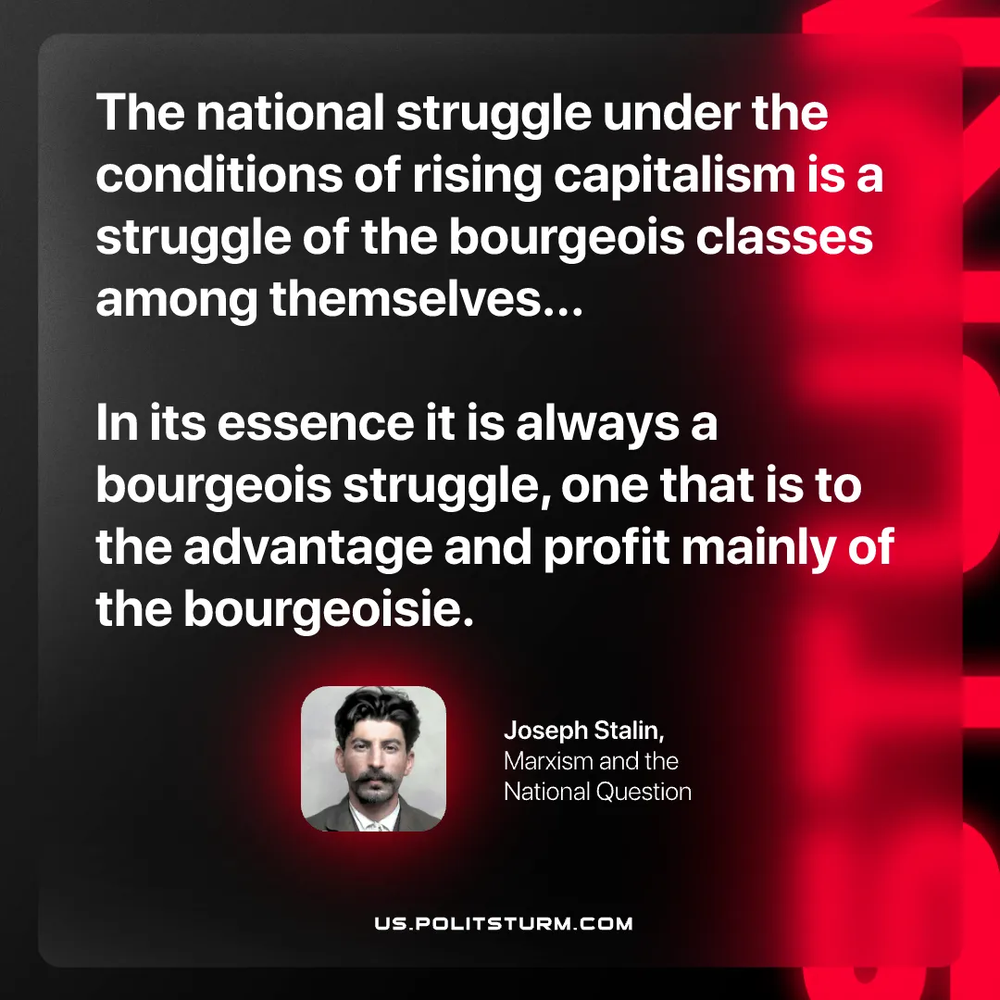 The national struggle under the
conditions of rising capitalism is a
struggle of the bourgeois classes
among themselves...
In its essence it is always a
bourgeois struggle, one that is to
the advantage and profit mainly of
the bourgeoisie.
Joseph Stalin,
Marxism and the
National Question
US.POLITSTURM.COM